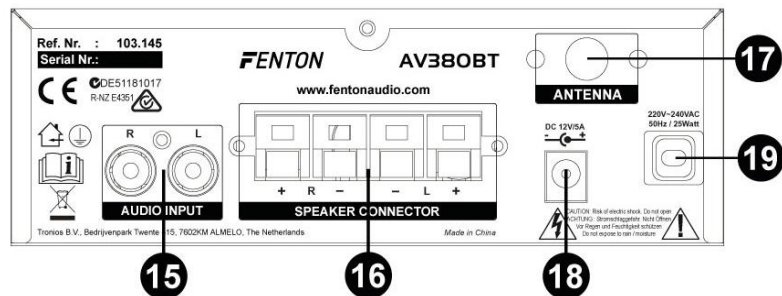 Ref. Nr. : 103.145
Serial Nr.:
CE DE51181017
R-NZ E4351
FENTON
AV380BT
www.fentonaudio.com
ANTENNA
17
220V~240VAC
50Hz / 25Watt
DC 12V/5A
- +
19
R L
AUDIO INPUT
+ R - - L +
SPEAKER CONNECTOR
CAUTION: Risk of electric shock. Do not open
ACHTUNG: Stromschlaggefahr. Nicht Öffnen
Vor Regen und Feuchtigkeit schützen
Do not expose to rain / moisture
Tronios B.V., Bedrijvenpark Twente 415, 7602KM ALMELO, The Netherlands
Made in China
15
16
18